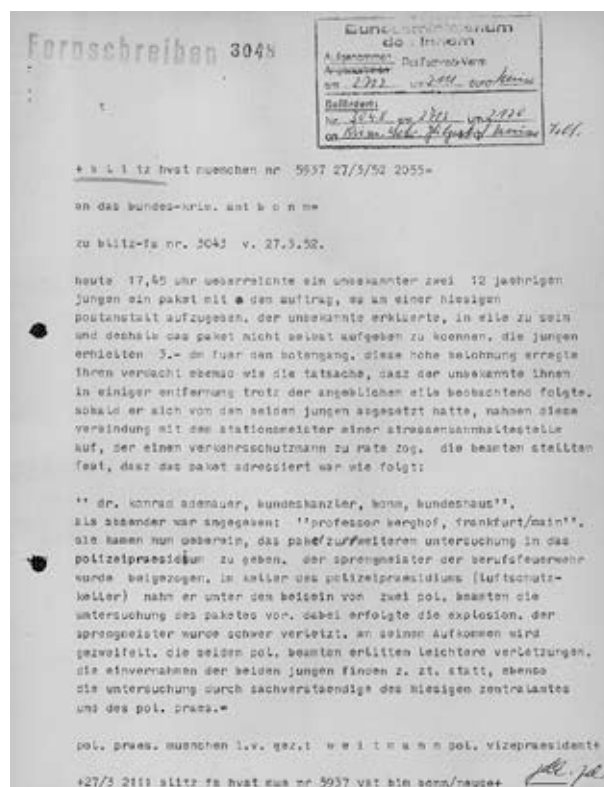 Fernschreiben 3048
Bundesministerium
des Innern
Aufgenommen
Befördert:
+ b l i t z hvst muenchen nr 5937 27/3/52 2055=
an das bundes-krim. amt b o n n =
zu blitz-fs nr. 3043 v. 27.3.52.
heute 17,45 uhr ueberreichte ein unbekannter zwei 12 jaehrigen
jungen ein paket mit dem auftrag, es am einer hiesigen
postanstalt aufzugeben. der unbekannte erklaerte, in eile zu sein
und deshalb das paket nicht selbst aufgeben zu koennen. die jungen
erhielten 3.- dm fuer den botengang. diese hohe belohnung erregte
ihren verdacht ebenso wie die tatsache, dasz der unbekannte ihnen
in einiger entfernung trotz der angeblichen eile beobachtend folgte.
sobald er sich von den beiden jungen abgesetzt hatte, nahmen diese
verbindung mit dem stationsmeister einer strassenbahnhaltestelle
auf, der einen verkehrsschutzmann zu rate zog. die beamten stellten
fest, dasz das paket adressiert war wie folgt:
'' dr. konrad adenauer, bundeskanzler, bonn, bundeshaus''.
als absender war angegeben: ''professor berghof, frankfurt/main''.
sie kamen nun ueberein, das paket zur weiteren untersuchung in das
polizeipraesidium zu geben. der sprengmeister der berufsfeuerwehr
wurde beigezogen. im keller des polizeipraesidiums (luftschutz-
keller) nahm er unter dem beisein von zwei pol. beamten die
untersuchung des paketes vor. dabei erfolgte die explosion. der
sprengmeister wurde schwer verletzt. an seinem aufkommen wird
gezweifelt. die beiden pol. beamten erlitten leichtere verletzungen.
die einvernahmen der beiden jungen finden z. zt. statt, ebenso
die untersuchung durch sachverstaendige des hiesigen zentralamtes
und des pol. praes.=
pol. praes. muenchen i.v. gez.: w e i t m a n n pol. vizepraesident+
+27/3 2111 blitz fs hvst mue nr 5937 bonn